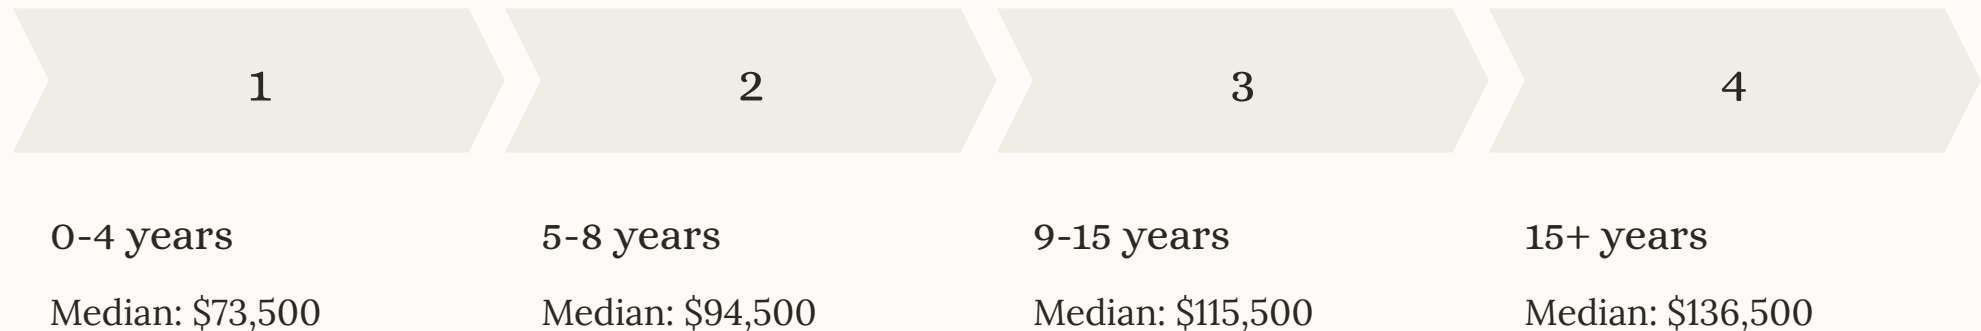 1
2
3
4
0-4 years
5-8 years
9-15 years
15+ years
Median: $73,500
Median: $94,500
Median: $115,500
Median: $136,500